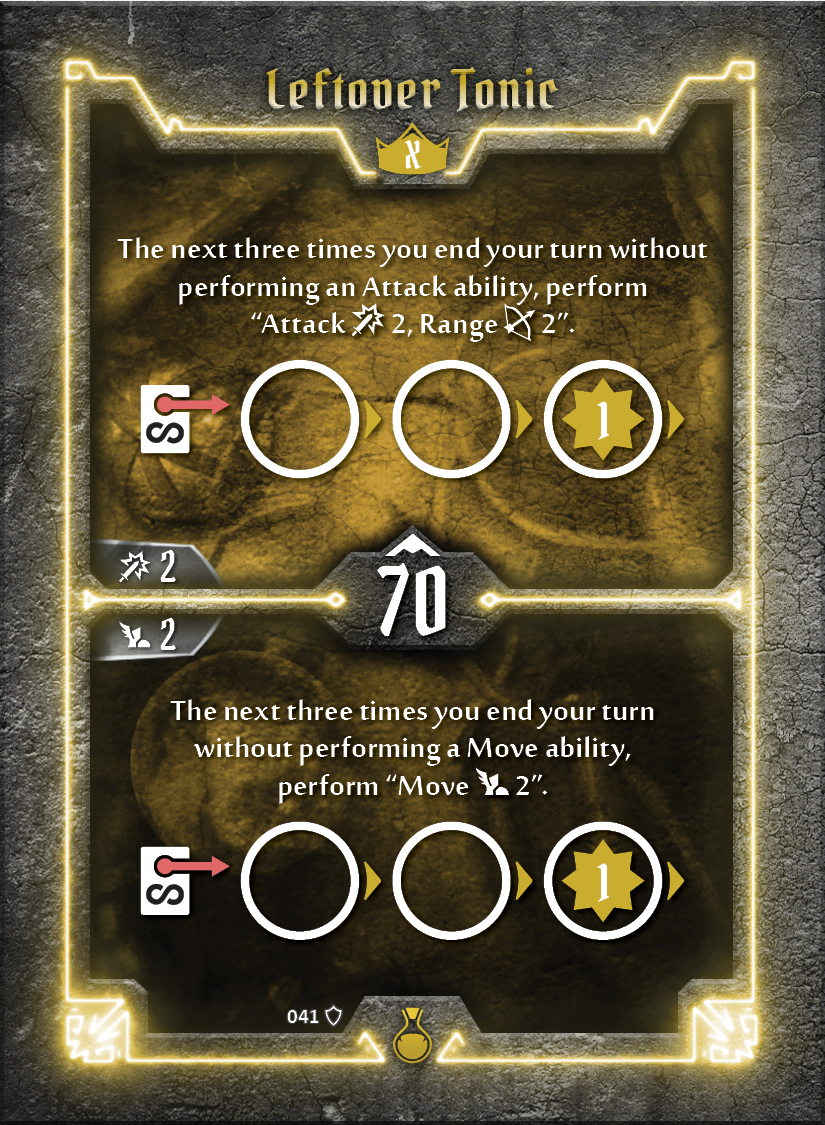 Leftover Tonic
X
The next three times you end your turn without
performing an Attack ability, perform
“Attack 2, Range 2”.
S
1
2
70
2
The next three times you end your turn
without performing a Move ability,
perform “Move 2”.
S
1
041